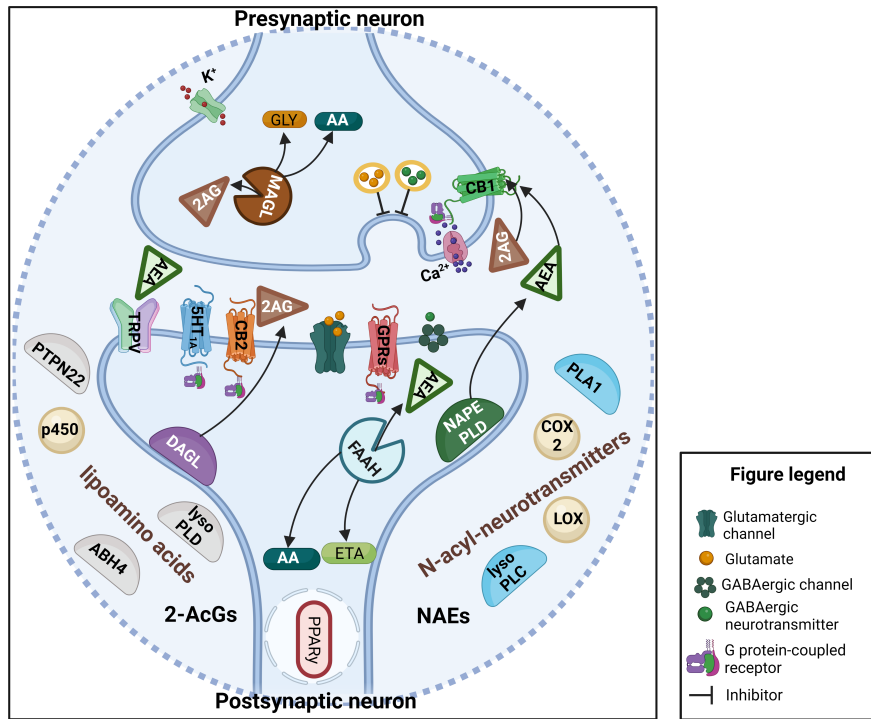 Presynaptic neuron
K⁺
GLY
AA
2AG
MAGL
CB1
Ca²⁺
2AG
AEA
AEA
TRPV
5HT₁A
CB2
2AG
GPRs
AEA
PTPN22
p450
DAGL
FAAH
NAPE
PLD
PLA1
COX
2
lipoamino acids
lyso
PLD
ABH4
N-acyl-neurotransmitters
LOX
lyso
PLC
AA
ETA
2-AcGs
NAEs
PPARγ
Postsynaptic neuron
Figure legend
Glutamatergic
channel
Glutamate
GABAergic channel
GABAergic
neurotransmitter
G protein-coupled
receptor
Inhibitor